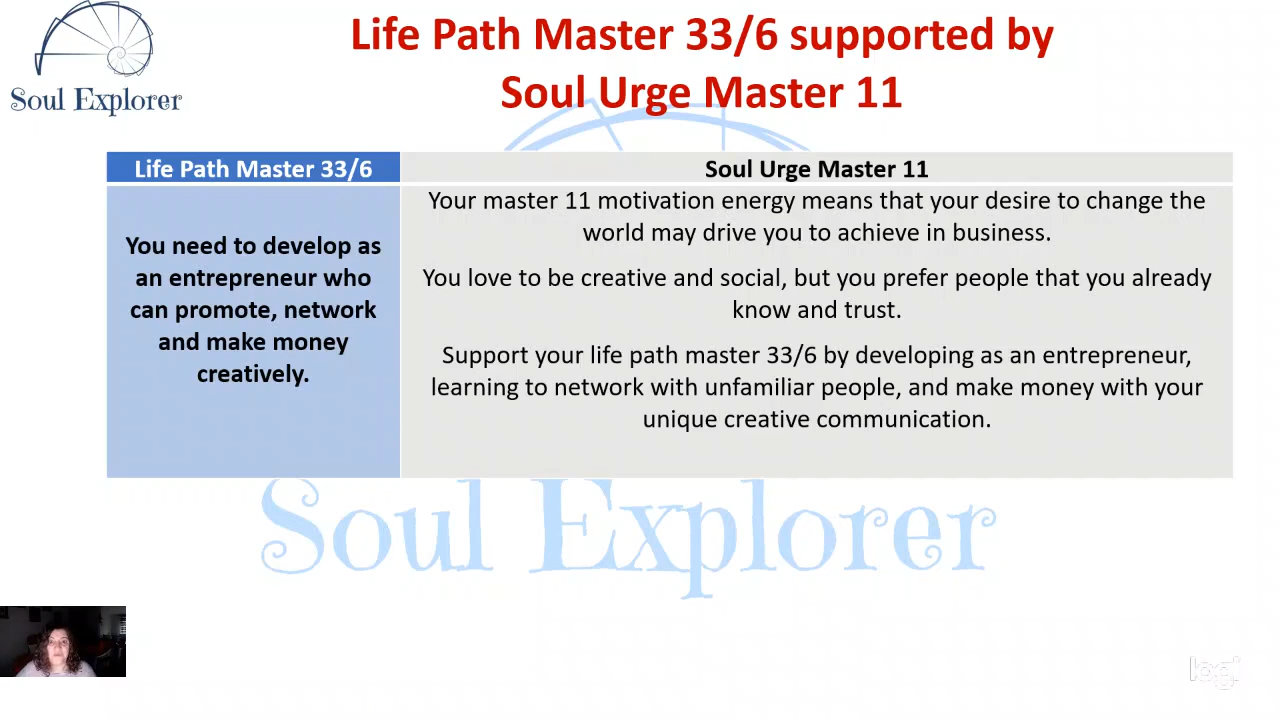 Life Path Master 33/6 supported by
Soul Urge Master 11
Soul Explorer
Life Path Master 33/6
Soul Urge Master 11
You need to develop as
an entrepreneur who
can promote, network
and make money
creatively.
Your master 11 motivation energy means that your desire to change the
world may drive you to achieve in business.
You love to be creative and social, but you prefer people that you already
know and trust.
Support your life path master 33/6 by developing as an entrepreneur,
learning to network with unfamiliar people, and make money with your
unique creative communication.
Soul Explorer
logi